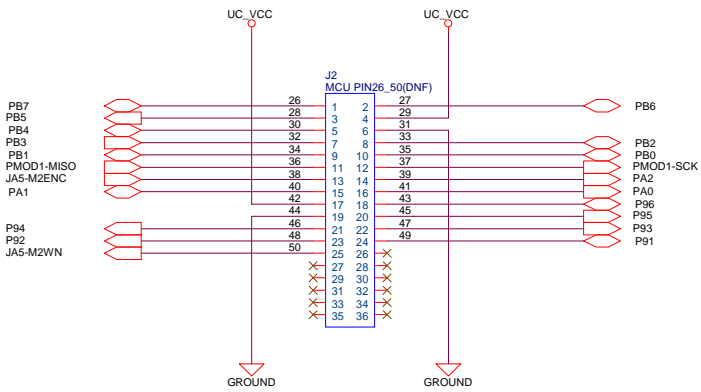 UC_VCC UC_VCC
J2
MCU PIN26_50(DNF)
PB7 26 1 2 27 PB6
PB5 28 3 4 29
PB4 30 5 6 31
PB3 32 7 8 33 PB2
PB1 34 9 10 35 PB0
PMOD1-MISO 36 11 12 37 PMOD1-SCK
JA5-M2ENC 38 13 14 39 PA2
PA1 40 15 16 41 PA0
42 17 18 43 P96
44 19 20 45 P95
P94 46 21 22 47 P93
P92 48 23 24 49 P91
JA5-M2WN 50 25 26
27 28
29 30
31 32
33 34
35 36
GROUND GROUND